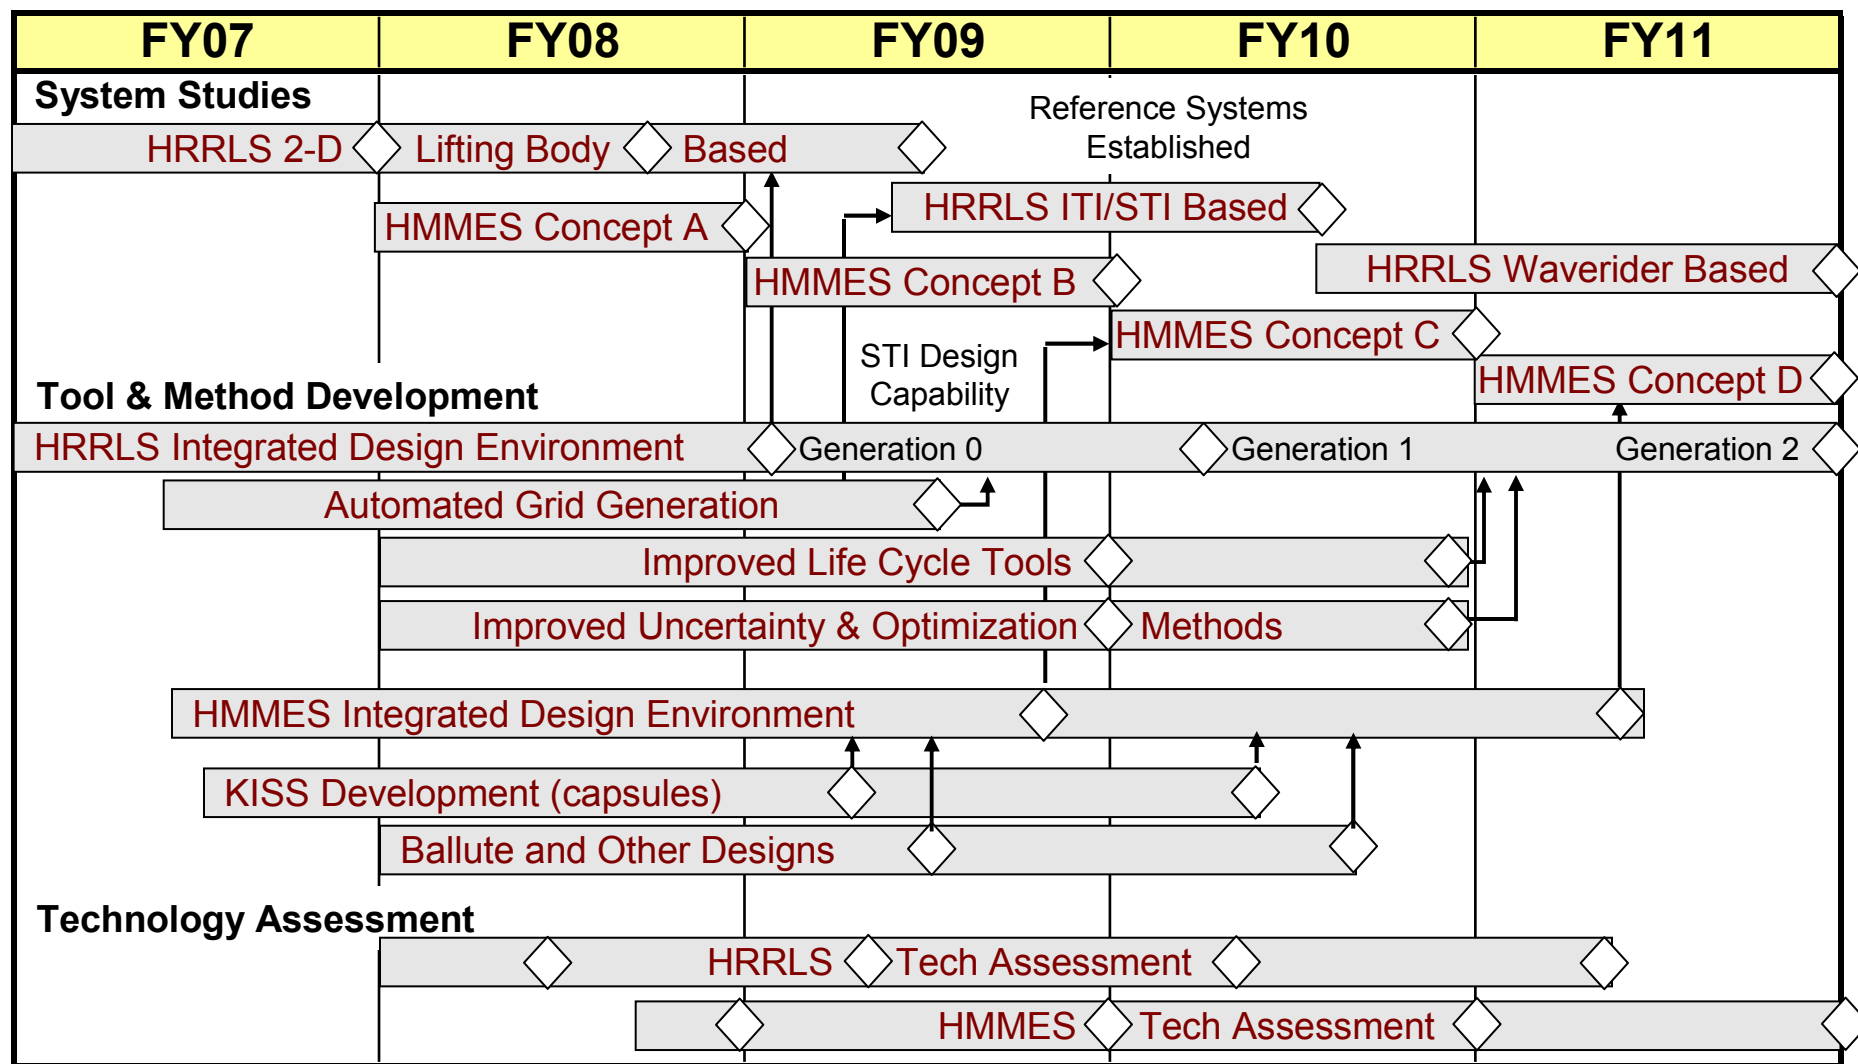 FY07 FY08 FY09 FY10 FY11
System Studies
Reference Systems
Established
HRRLS 2-D Lifting Body Based
HRRLS ITI/STI Based
HMMES Concept A
HRRLS Waverider Based
HMMES Concept B
HMMES Concept C
STI Design
Capability
HMMES Concept D
Tool & Method Development
HRRLS Integrated Design Environment Generation 0 Generation 1 Generation 2
Automated Grid Generation
Improved Life Cycle Tools
Improved Uncertainty & Optimization Methods
HMMES Integrated Design Environment
KISS Development (capsules)
Ballute and Other Designs
Technology Assessment
HRRLS Tech Assessment
HMMES Tech Assessment